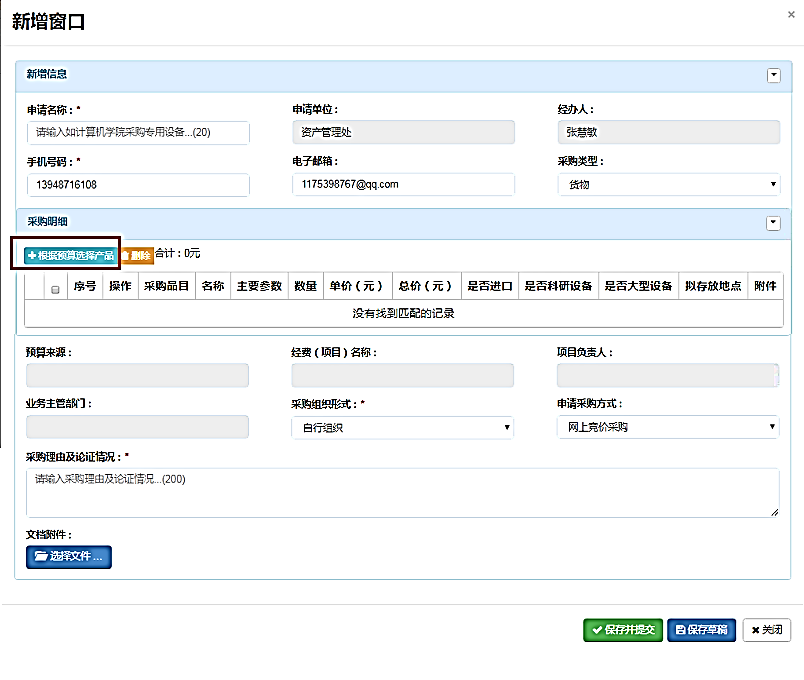 新增窗口
×
新增信息
申请名称：*
申请单位：
经办人：
请输入如计算机学院采购专用设备...(20)
资产管理处
张慧敏
手机号码：*
电子邮箱：
采购类型：
13948716108
1175398767@qq.com
货物
采购明细
根据预算选择产品 删除 合计：0元
序号 操作 采购品目 名称 主要参数 数量 单价（元） 总价（元） 是否进口 是否科研设备 是否大型设备 拟存放地点 附件
没有找到匹配的记录
预算来源：
经费（项目）名称：
项目负责人：
业务主管部门：
采购组织形式：*
申请采购方式：
自行组织
网上竞价采购
采购理由及论证情况：*
请输入采购理由及论证情况...(200)
文档附件：
选择文件 ...
保存并提交 保存草稿 关闭